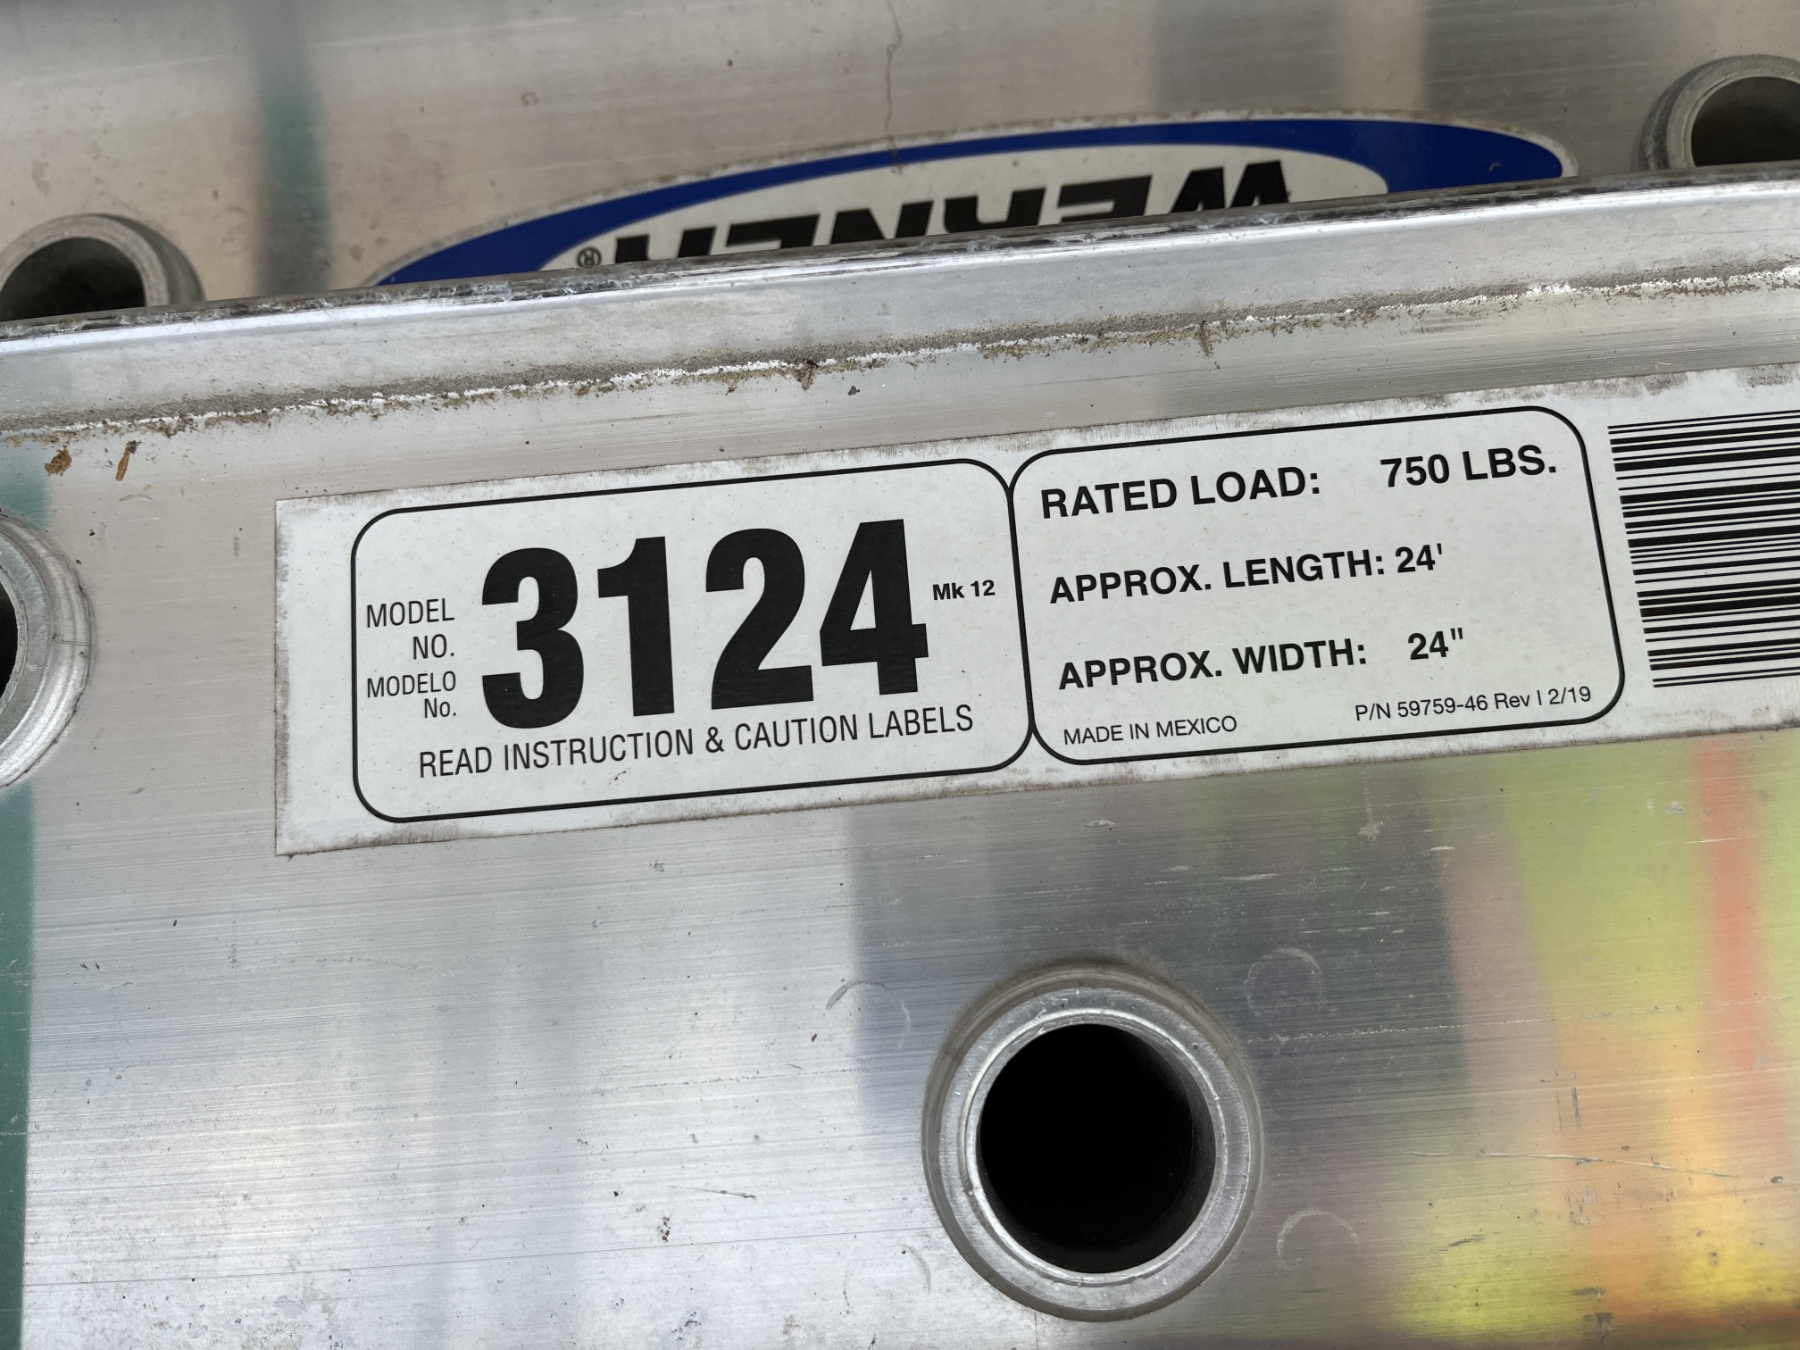 WERNER®
MODEL NO. 3124 Mk 12
MODELO No.
READ INSTRUCTION & CAUTION LABELS
RATED LOAD: 750 LBS.
APPROX. LENGTH: 24'
APPROX. WIDTH: 24"
MADE IN MEXICO P/N 59759-46 Rev I 2/19